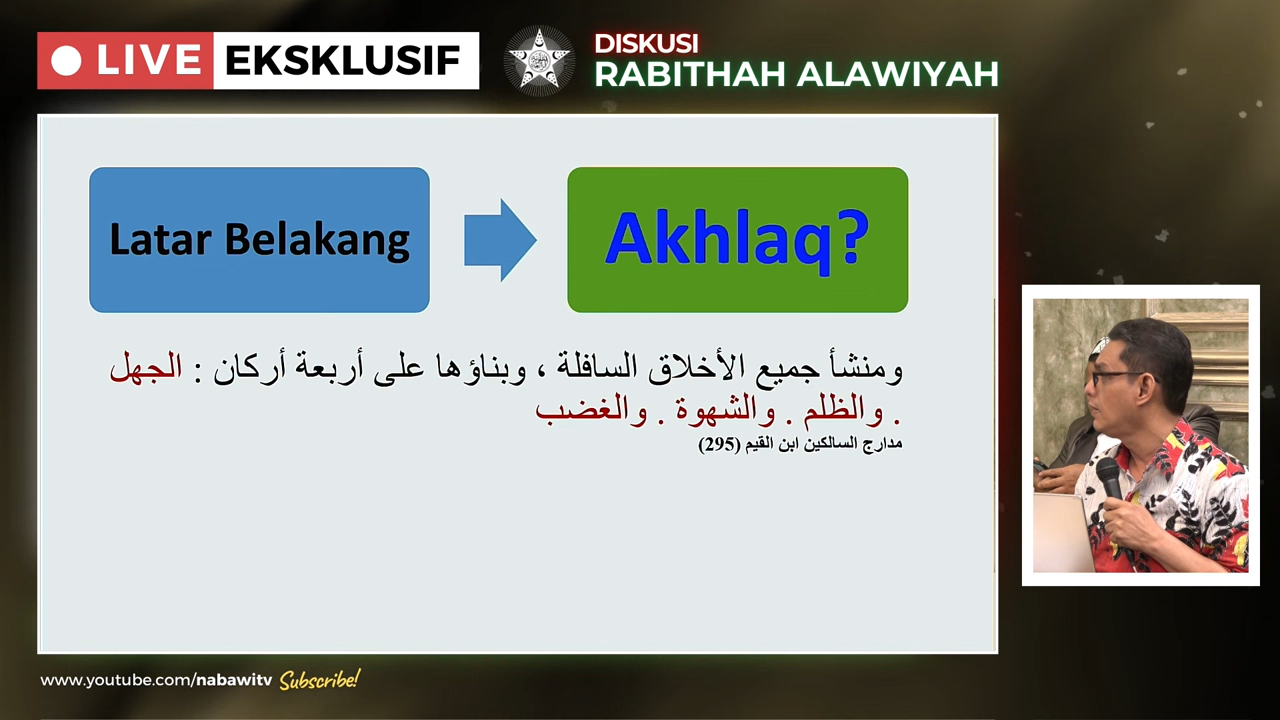 LIVE EKSKLUSIF
DISKUSI
RABITHAH ALAWIYAH
Latar Belakang
Akhlaq?
ومنشأ جميع الأخلاق السافلة ، وبناؤها على أربعة أركان : الجهل
. والظلم . والشهوة . والغضب
مدارج السالكين ابن القيم (295)
www.youtube.com/nabawitv Subscribe!